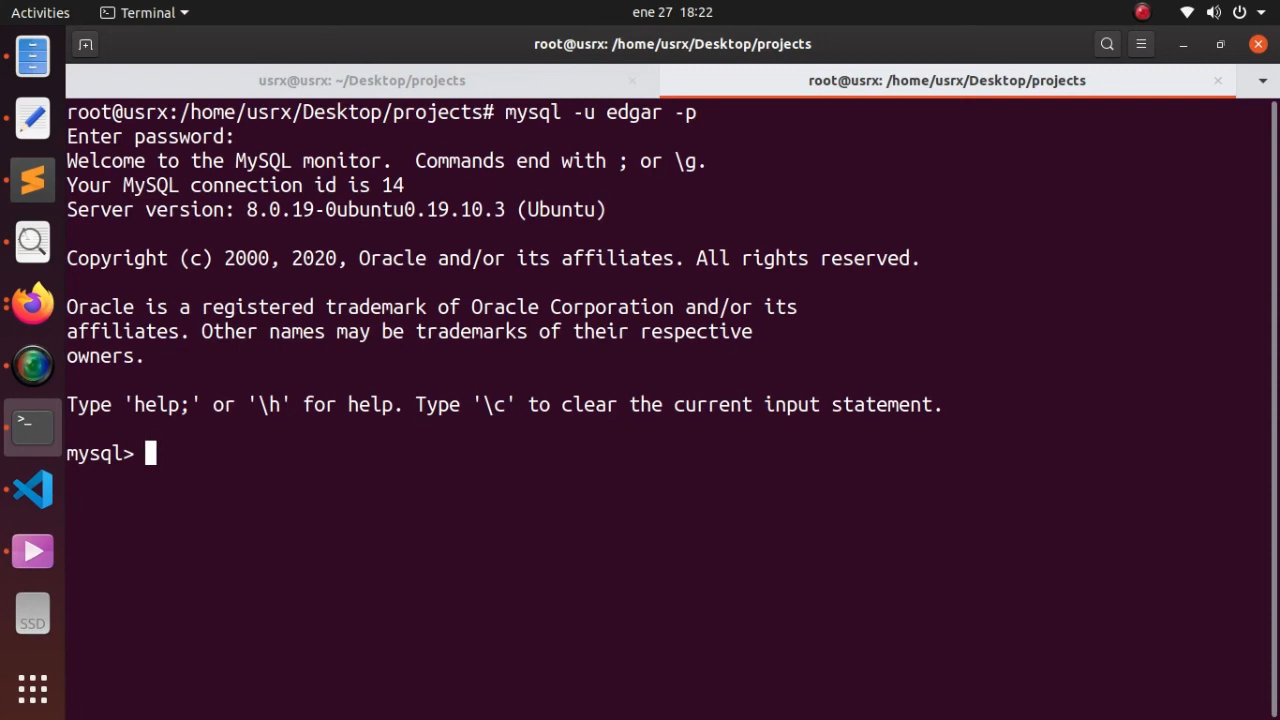 Activities Terminal ene 27 18:22
root@usrx: /home/usrx/Desktop/projects
usrx@usrx: ~/Desktop/projects root@usrx: /home/usrx/Desktop/projects
root@usrx:/home/usrx/Desktop/projects# mysql -u edgar -p
Enter password:
Welcome to the MySQL monitor.  Commands end with ; or \g.
Your MySQL connection id is 14
Server version: 8.0.19-0ubuntu0.19.10.3 (Ubuntu)
Copyright (c) 2000, 2020, Oracle and/or its affiliates. All rights reserved.
Oracle is a registered trademark of Oracle Corporation and/or its
affiliates. Other names may be trademarks of their respective
owners.
Type 'help;' or '\h' for help. Type '\c' to clear the current input statement.
mysql>
SSD